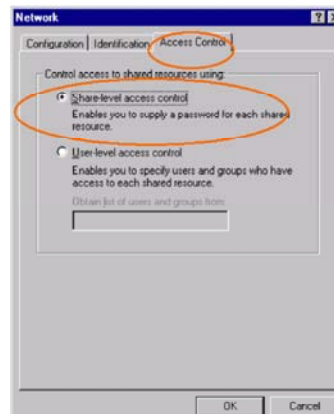 Network
Configuration
Identification
Access Control
Control access to shared resources using:
Share-level access control
Enables you to supply a password for each shared
resource.
User-level access control
Enables you to specify users and groups who have
access to each shared resource.
Obtain list of users and groups from:
OK
Cancel